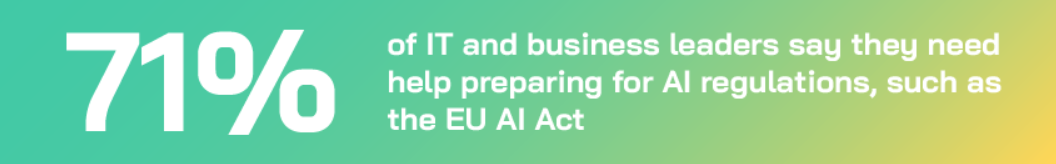 71%
of IT and business leaders say they need
help preparing for AI regulations, such as
the EU AI Act